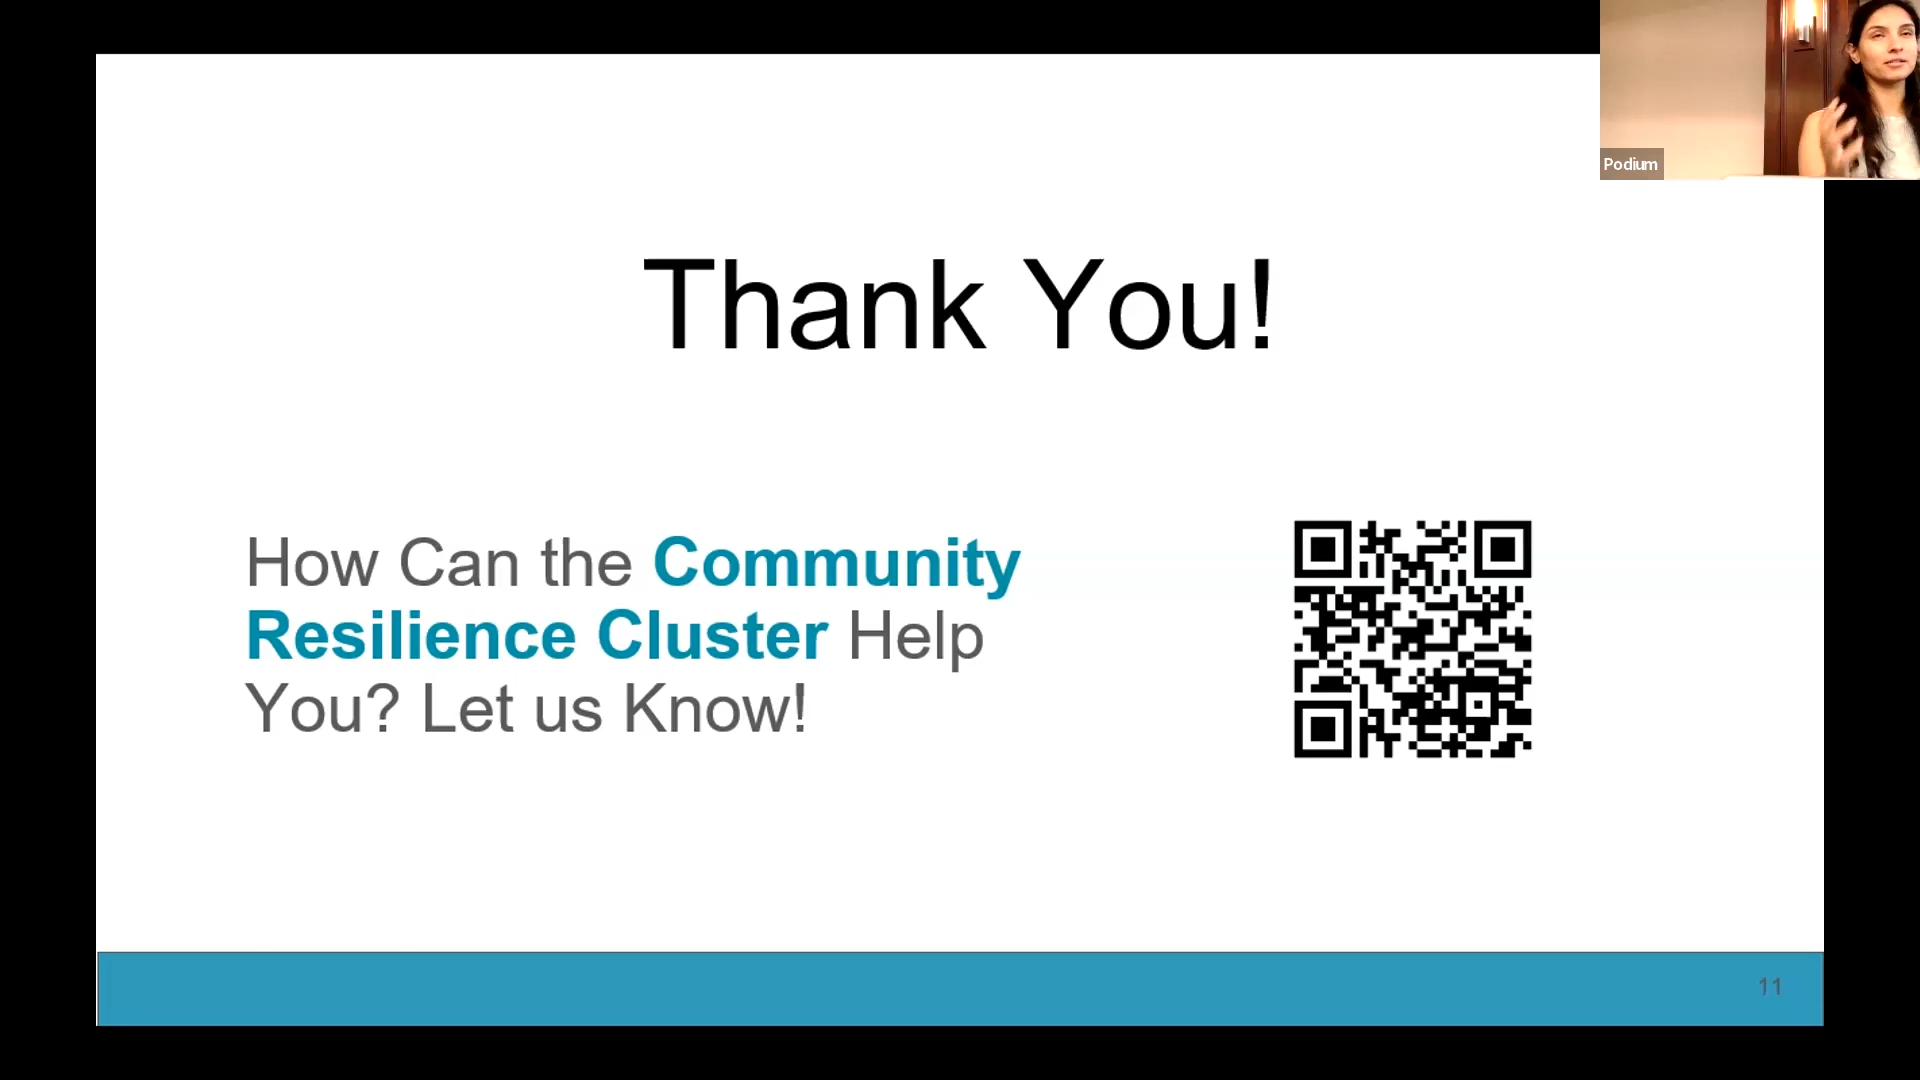 Podium
Thank You!
How Can the Community
Resilience Cluster Help
You? Let us Know!
11